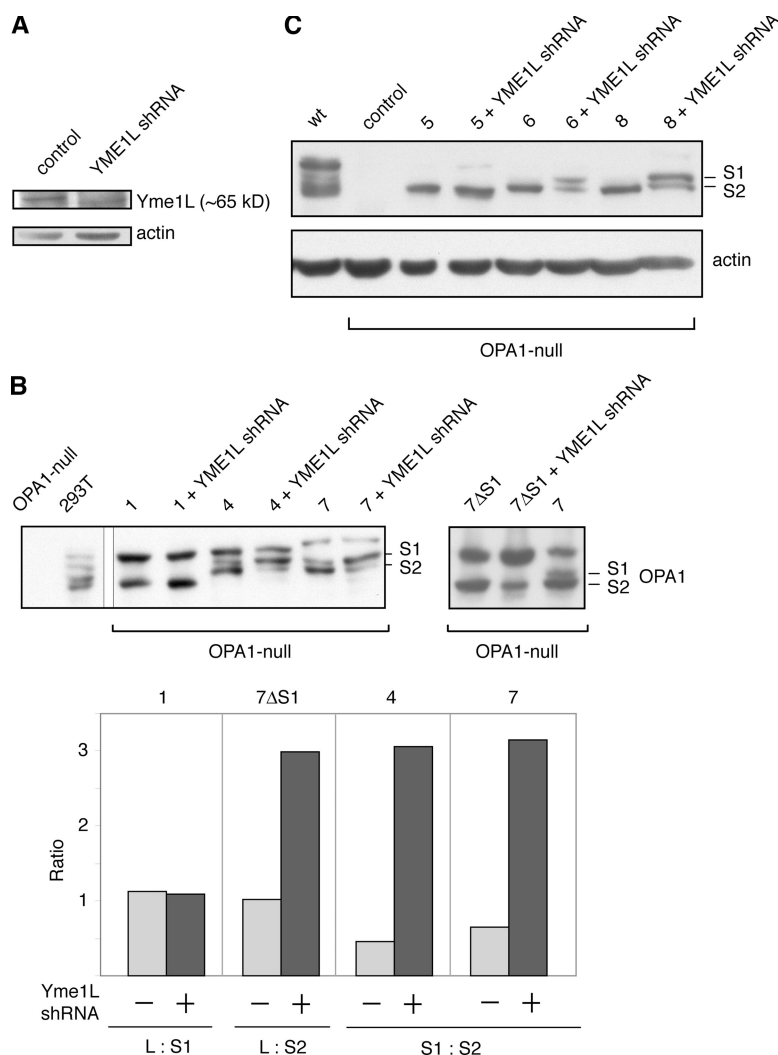 A
control
YME1L shRNA
Yme1L (~65 kD)
actin
C
wt
control
5
5 + YME1L shRNA
6
6 + YME1L shRNA
8
8 + YME1L shRNA
S1
S2
actin
OPA1-null
B
OPA1-null
293T
1
1 + YME1L shRNA
4
4 + YME1L shRNA
7
7 + YME1L shRNA
S1
S2
OPA1-null
7ΔS1
7ΔS1 + YME1L shRNA
7
S1
S2
OPA1
OPA1-null
1
7ΔS1
4
7
Ratio
3
2
1
Yme1L
shRNA
− + − + − + − +
L : S1
L : S2
S1 : S2